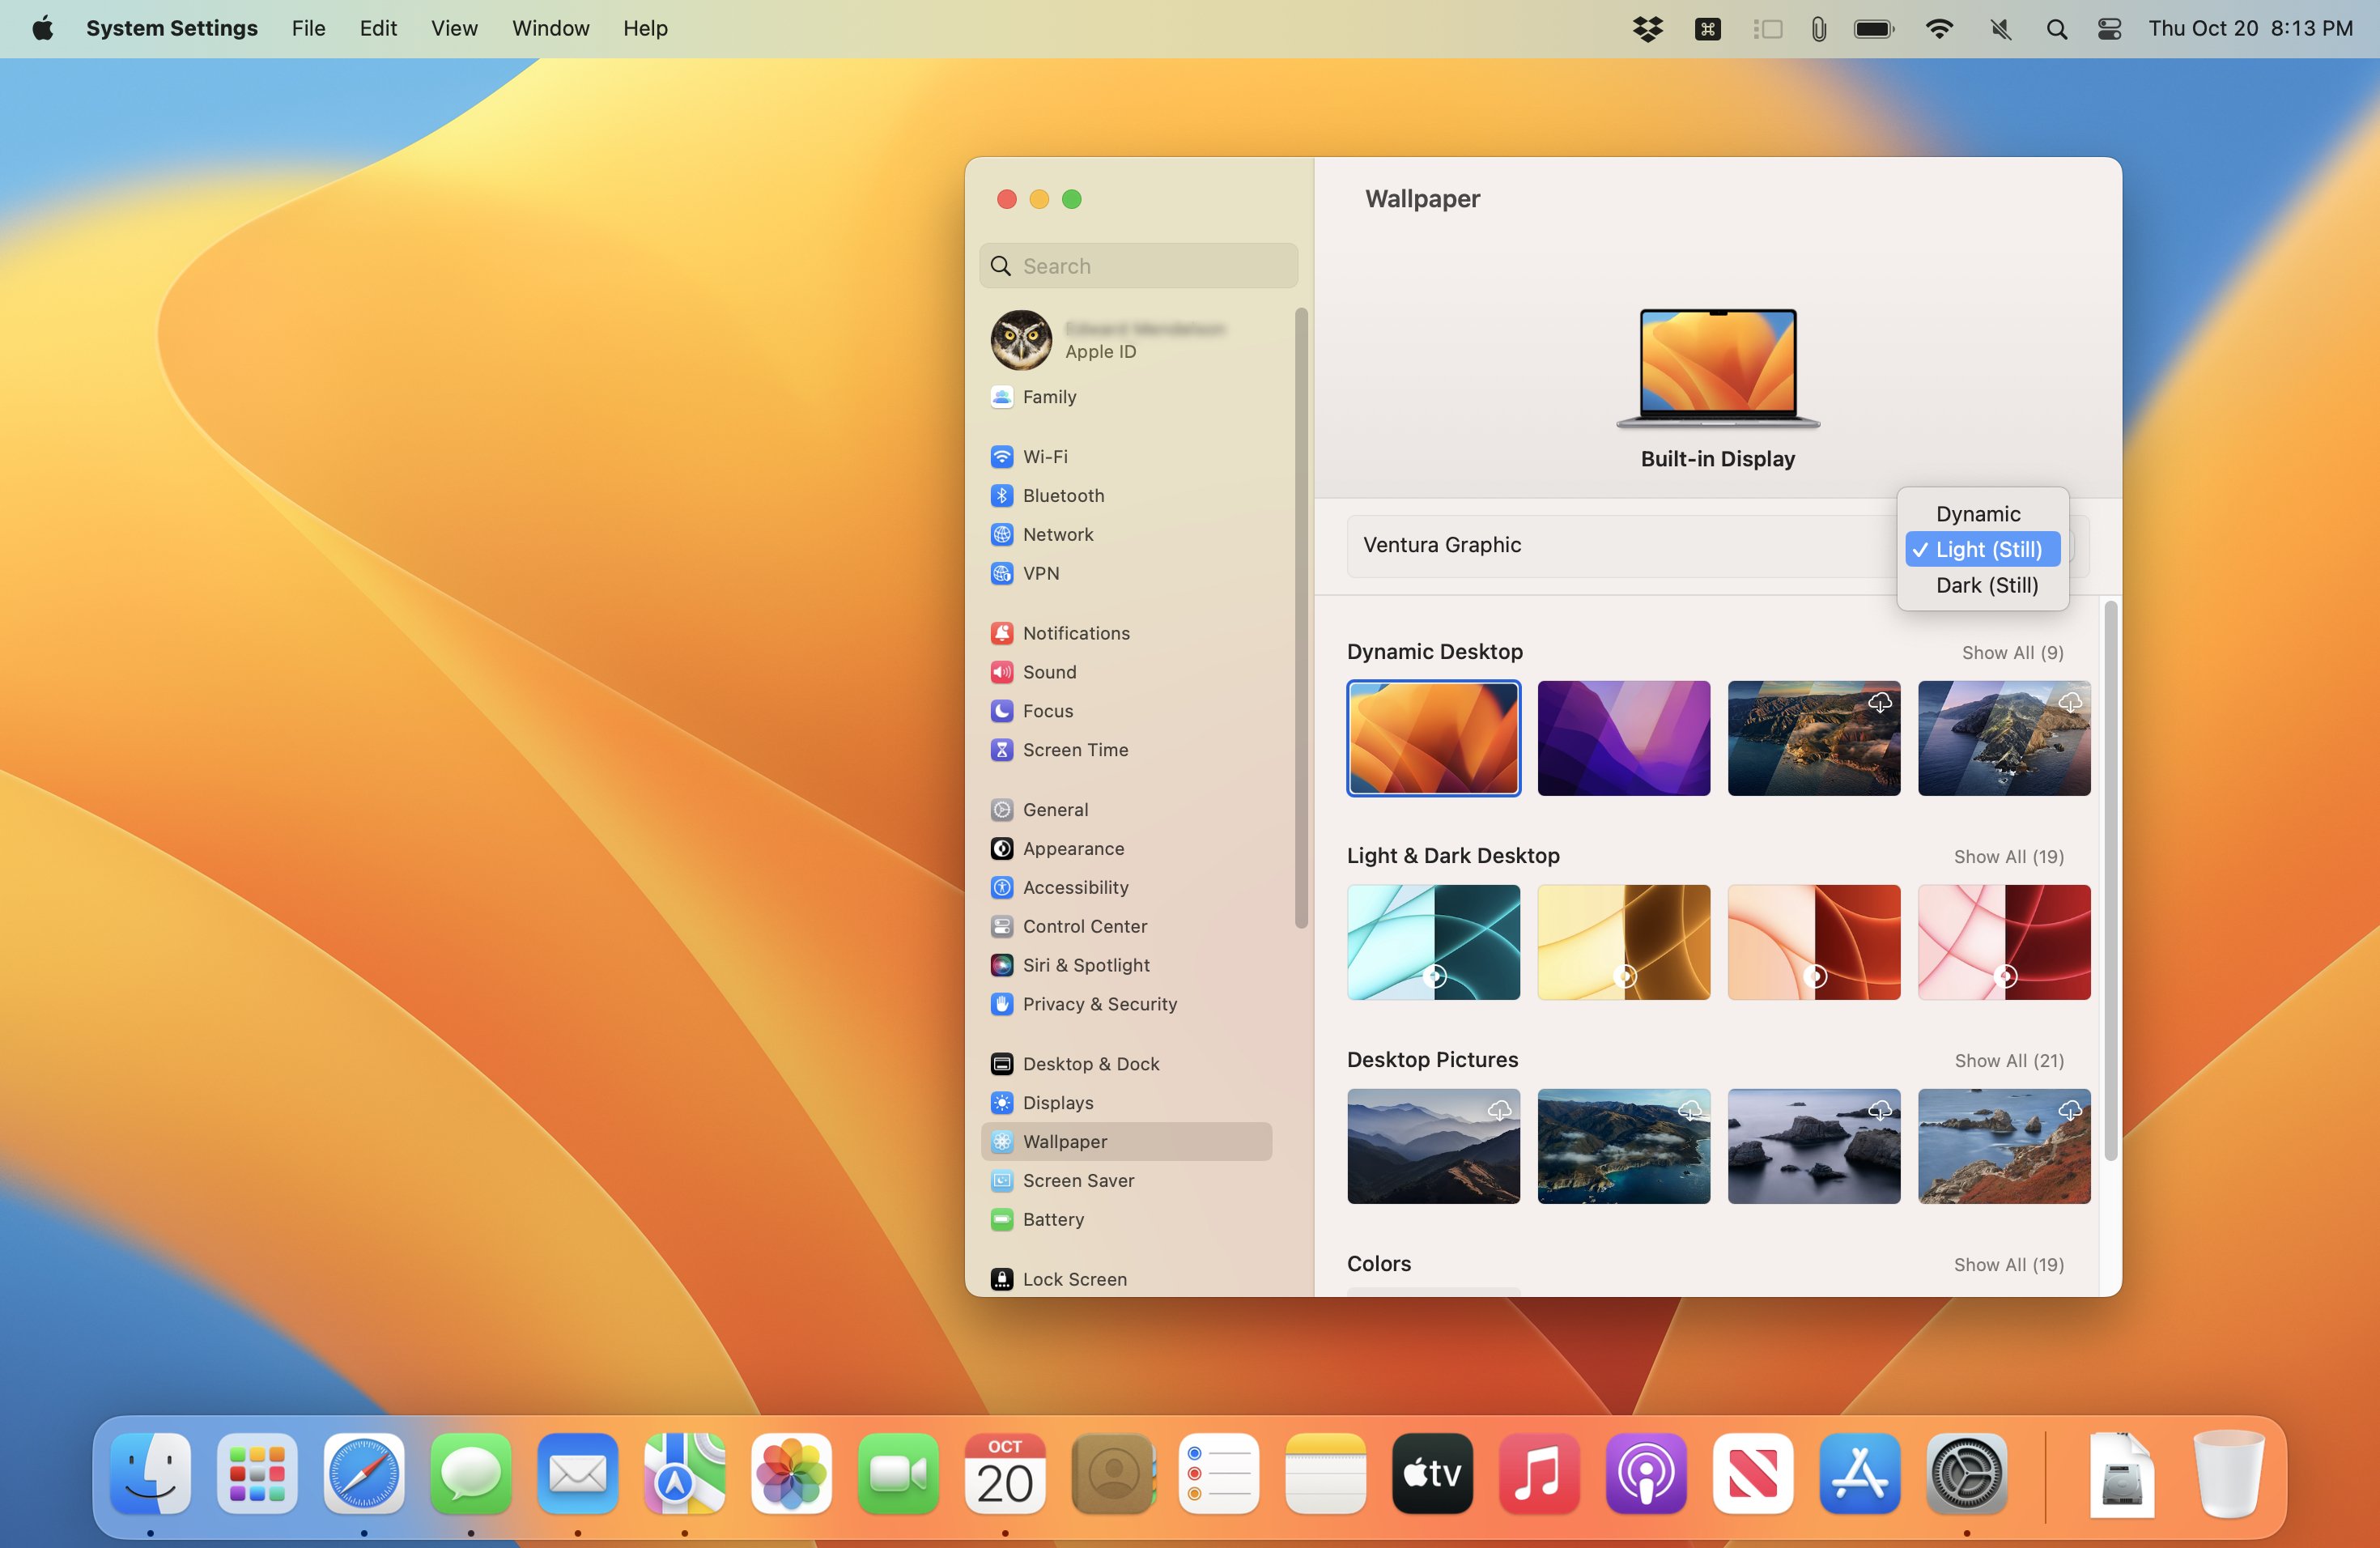 System Settings File Edit View Window Help Thu Oct 20 8:13 PM
Wallpaper
Search
Apple ID
Family
Wi-Fi
Bluetooth
Network
VPN
Notifications
Sound
Focus
Screen Time
General
Appearance
Accessibility
Control Center
Siri & Spotlight
Privacy & Security
Desktop & Dock
Displays
Wallpaper
Screen Saver
Battery
Lock Screen
Built-in Display
Ventura Graphic
Dynamic
✓ Light (Still)
Dark (Still)
Dynamic Desktop Show All (9)
Light & Dark Desktop Show All (19)
Desktop Pictures Show All (21)
Colors Show All (19)
OCT
20
tv